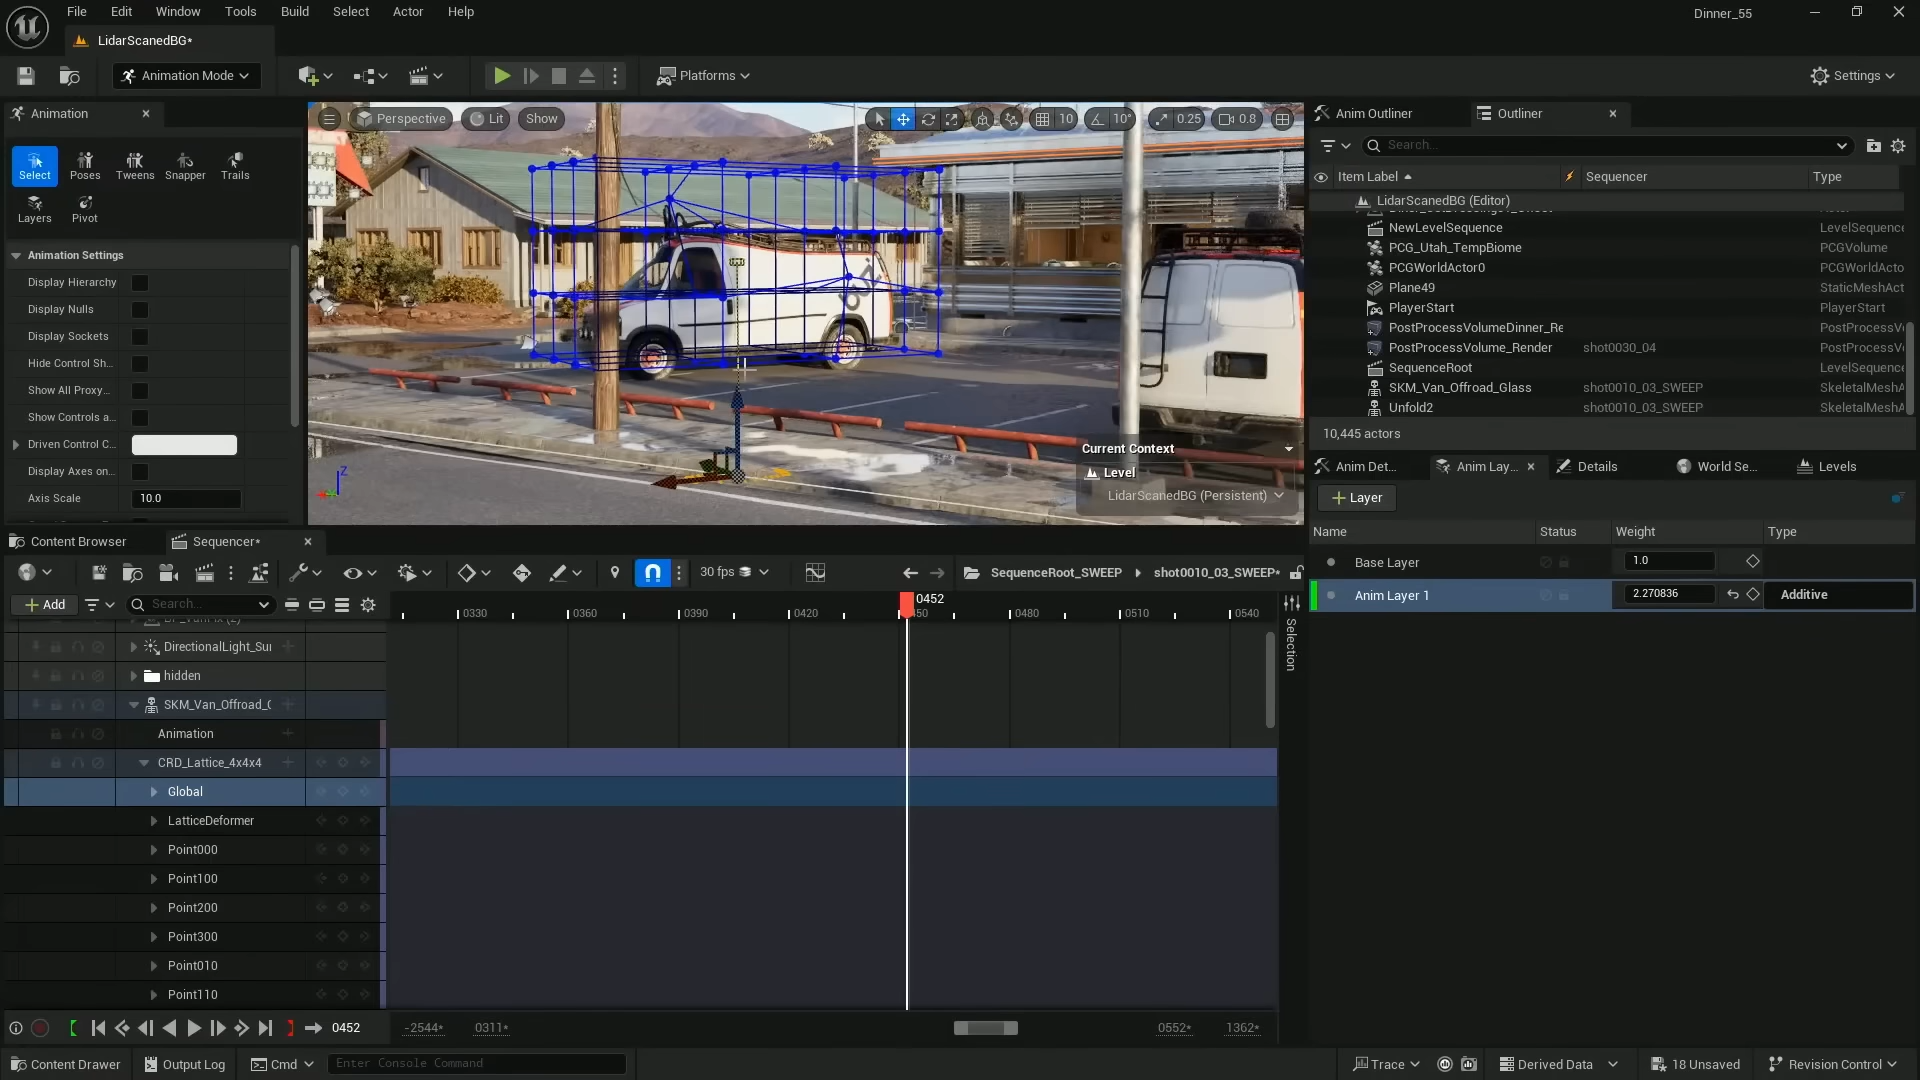 File Edit Window Tools Build Select Actor Help
Dinner_55
LidarScanedBG*
Animation Mode
Platforms
Settings
Animation
Select Poses Tweens Snapper Trails
Layers Pivot
Animation Settings
Display Hierarchy
Display Nulls
Display Sockets
Hide Control Sh...
Show All Proxy...
Show Controls a...
Driven Control C...
Display Axes on...
Axis Scale 10.0
Perspective Lit Show
10 10° 0.25 0.8
Z
Current Context
Level
LidarScanedBG (Persistent)
Anim Outliner Outliner
Search...
Item Label Sequencer Type
LidarScanedBG (Editor)
NewLevelSequence LevelSequence
PCG_Utah_TempBiome PCGVolume
PCGWorldActor0 PCGWorldActo
Plane49 StaticMeshAct
PlayerStart PlayerStart
PostProcessVolumeDinner_Re PostProcessVo
PostProcessVolume_Render shot0030_04 PostProcessVo
SequenceRoot LevelSequence
SKM_Van_Offroad_Glass shot0010_03_SWEEP SkeletalMeshA
Unfold2 shot0010_03_SWEEP SkeletalMeshA
10,445 actors
Anim Det... Anim Lay... Details World Se... Levels
Layer
Name Status Weight Type
Base Layer 1.0
Anim Layer 1 2.270836 Additive
Content Browser Sequencer*
30 fps
SequenceRoot_SWEEP shot0010_03_SWEEP*
Add Search...
0452
0330 0360 0390 0420 0480 0510 0540
Selection
DirectionalLight_Sun
hidden
SKM_Van_Offroad_G
Animation
CRD_Lattice_4x4x4
Global
LatticeDeformer
Point000
Point100
Point200
Point300
Point010
Point110
0452 -2544* 0311* 0552* 1362*
Content Drawer Output Log Cmd Enter Console Command
Trace Derived Data 18 Unsaved Revision Control